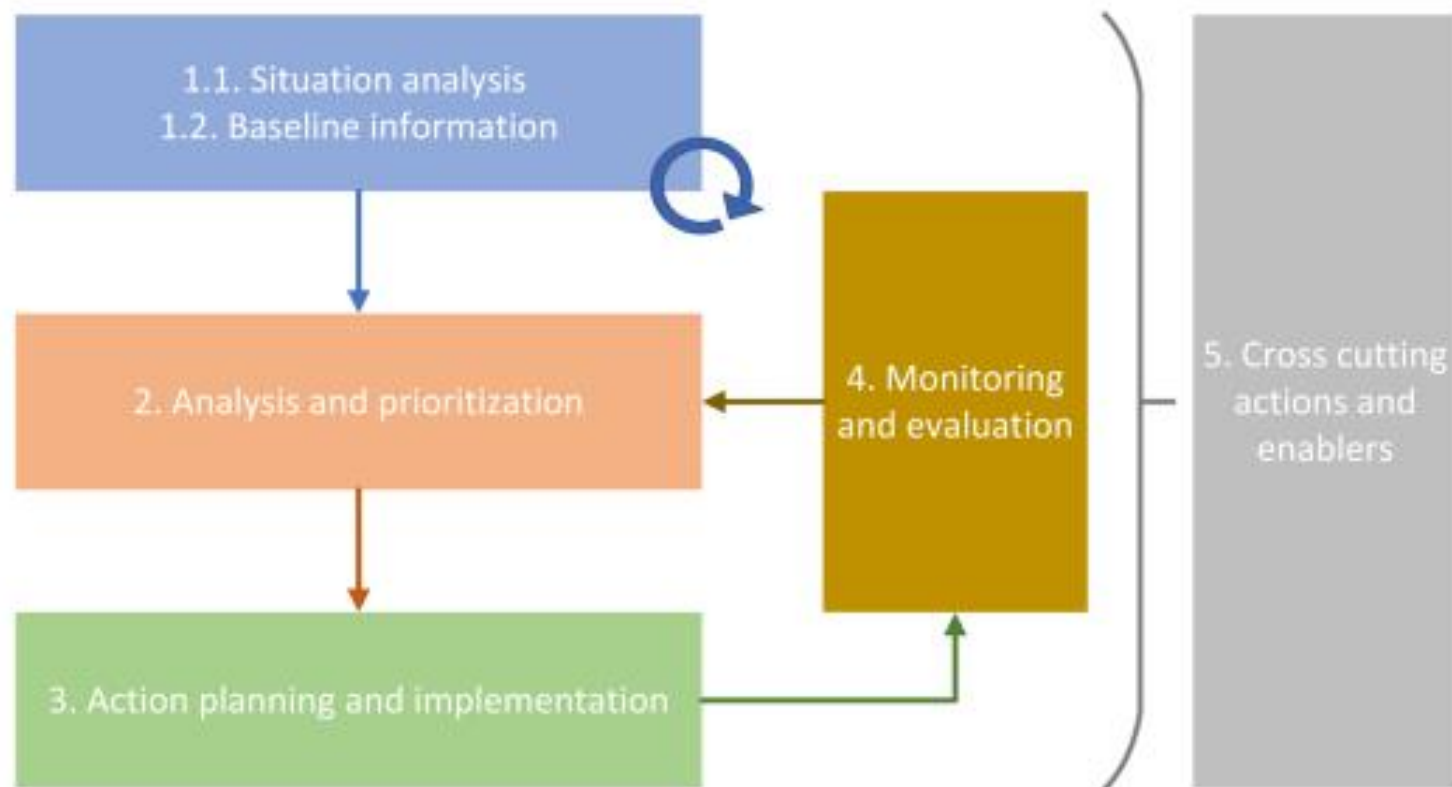 1.1. Situation analysis
1.2. Baseline information
2. Analysis and prioritization
3. Action planning and implementation
4. Monitoring
and evaluation
5. Cross cutting
actions and
enablers